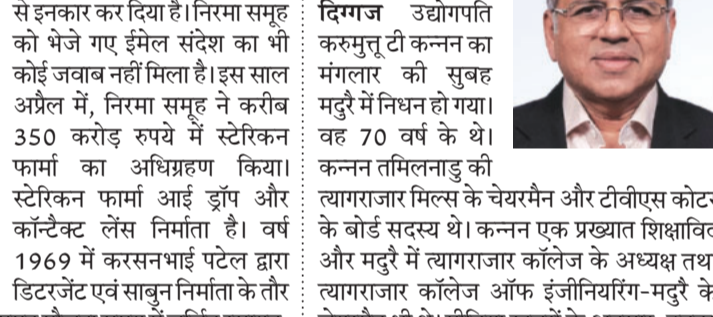 से इनकार कर दिया है। निरमा समूह
को भेजे गए ईमेल संदेश का भी
कोई जवाब नहीं मिला है। इस साल
अप्रैल में, निरमा समूह ने करीब
350 करोड़ रुपये में स्टेरिकन
फार्मा का अधिग्रहण किया।
स्टेरिकन फार्मा आई ड्रॉप और
कॉन्टैक्ट लेंस निर्माता है। वर्ष
1969 में करसनभाई पटेल द्वारा
डिटरजेंट एवं साबुन निर्माता के तौर
दिग्गज उद्योगपति
करुमुत्तू टी कन्नन का
मंगलार की सुबह
मदुरै में निधन हो गया।
वह 70 वर्ष के थे।
कन्नन तमिलनाडु की
त्यागराजार मिल्स के चेयरमैन और टीवीएस
के बोर्ड सदस्य थे। कन्नन एक प्रख्यात
और मदुरै में त्यागराजार कॉलेज के अध्यक्ष
त्यागराजार कॉलेज ऑफ इंजीनियरिंग-मदुरै के